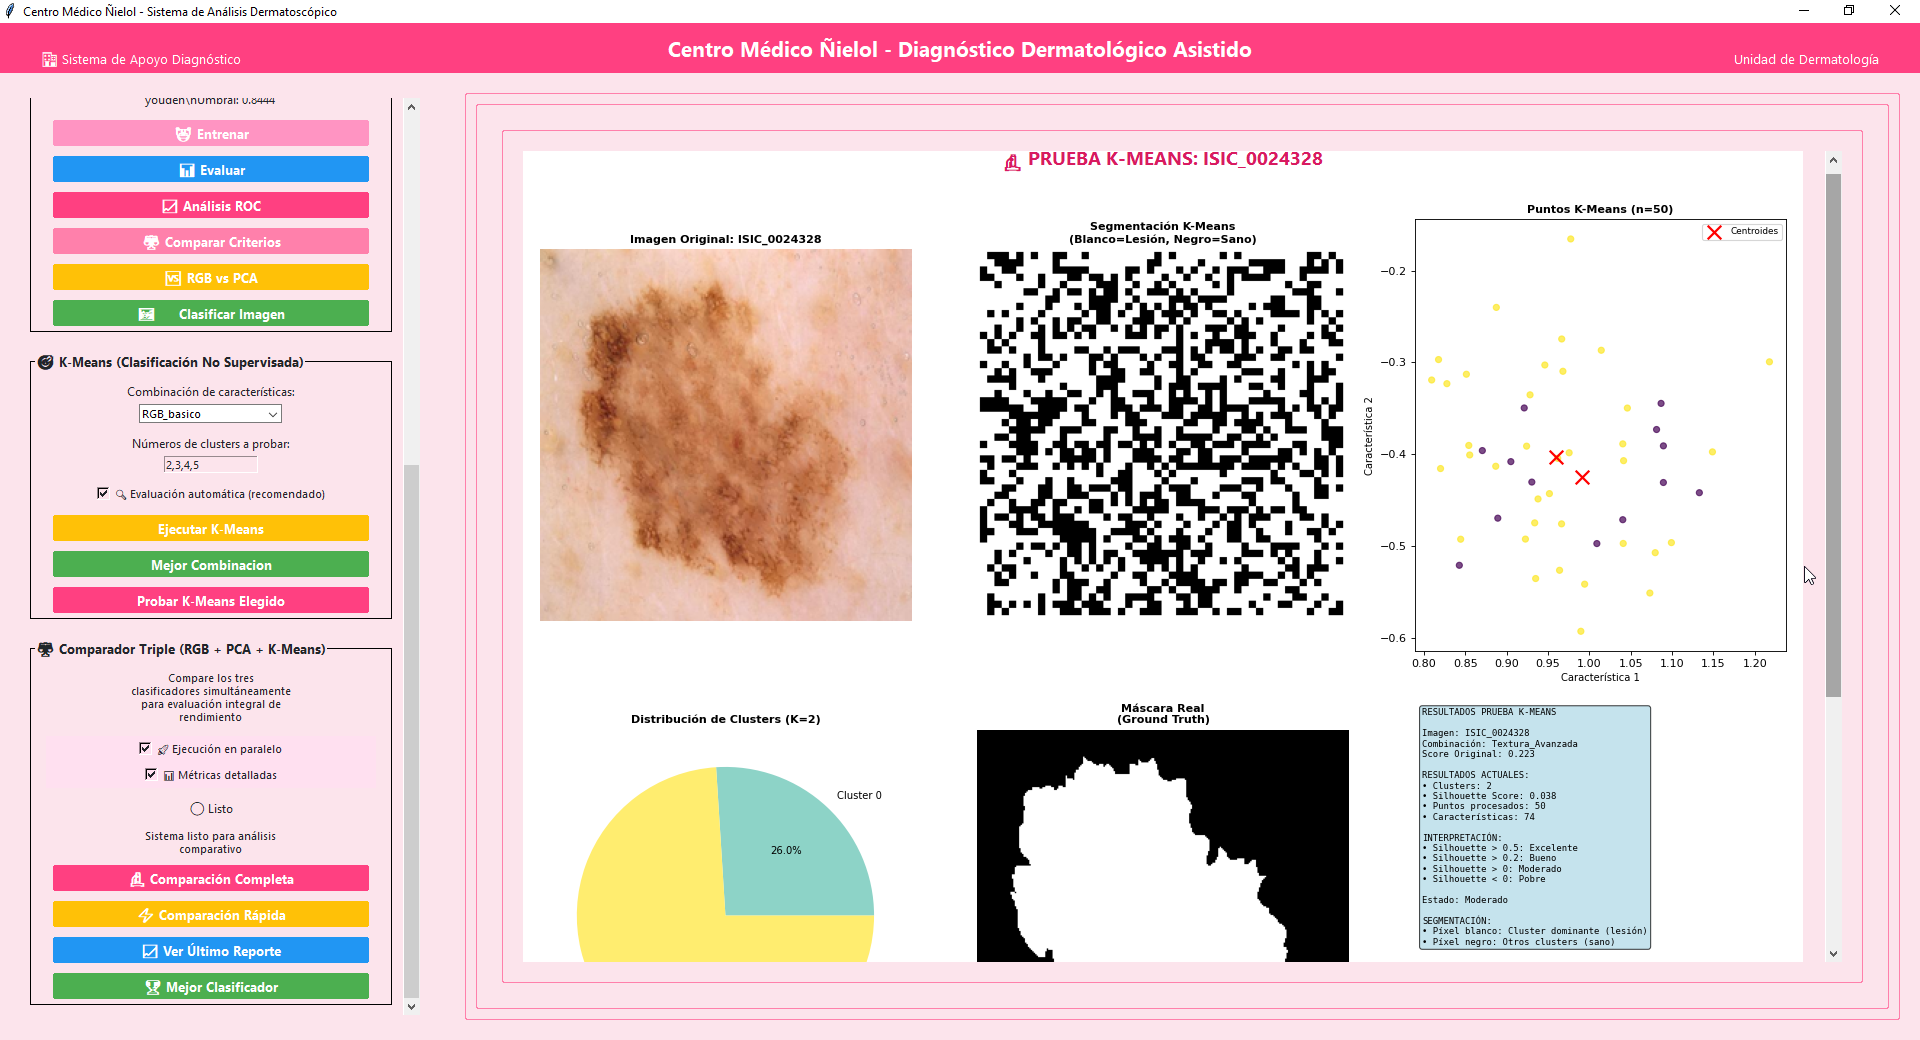 Centro Médico Ñielol - Sistema de Análisis Dermatoscópico
Sistema de Apoyo Diagnóstico
Centro Médico Ñielol - Diagnóstico Dermatológico Asistido
Unidad de Dermatología
youden\nUmbral: 0.8444
Entrenar
Evaluar
Análisis ROC
Comparar Criterios
VS RGB vs PCA
Clasificar Imagen
K-Means (Clasificación No Supervisada)
Combinación de características:
RGB_basico
Números de clusters a probar:
2,3,4,5
Evaluación automática (recomendado)
Ejecutar K-Means
Mejor Combinacion
Probar K-Means Elegido
Comparador Triple (RGB + PCA + K-Means)
Compare los tres
clasificadores simultáneamente
para evaluación integral de
rendimiento
Ejecución en paralelo
Métricas detalladas
Listo
Sistema listo para análisis
comparativo
Comparación Completa
Comparación Rápida
Ver Último Reporte
Mejor Clasificador
PRUEBA K-MEANS: ISIC_0024328
Imagen Original: ISIC_0024328
Segmentación K-Means
(Blanco=Lesión, Negro=Sano)
Puntos K-Means (n=50)
Centroides
−0.2
−0.3
−0.4
−0.5
−0.6
Característica 2
0.80 0.85 0.90 0.95 1.00 1.05 1.10 1.15 1.20
Característica 1
Distribución de Clusters (K=2)
Cluster 0
26.0%
Máscara Real
(Ground Truth)
RESULTADOS PRUEBA K-MEANS
Imagen: ISIC_0024328
Combinación: Textura_Avanzada
Score Original: 0.223
RESULTADOS ACTUALES:
• Clusters: 2
• Silhouette Score: 0.038
• Puntos procesados: 50
• Características: 74
INTERPRETACIÓN:
• Silhouette > 0.5: Excelente
• Silhouette > 0.2: Bueno
• Silhouette > 0: Moderado
• Silhouette < 0: Pobre
Estado: Moderado
SEGMENTACIÓN:
• Píxel blanco: Cluster dominante (lesión)
• Píxel negro: Otros clusters (sano)